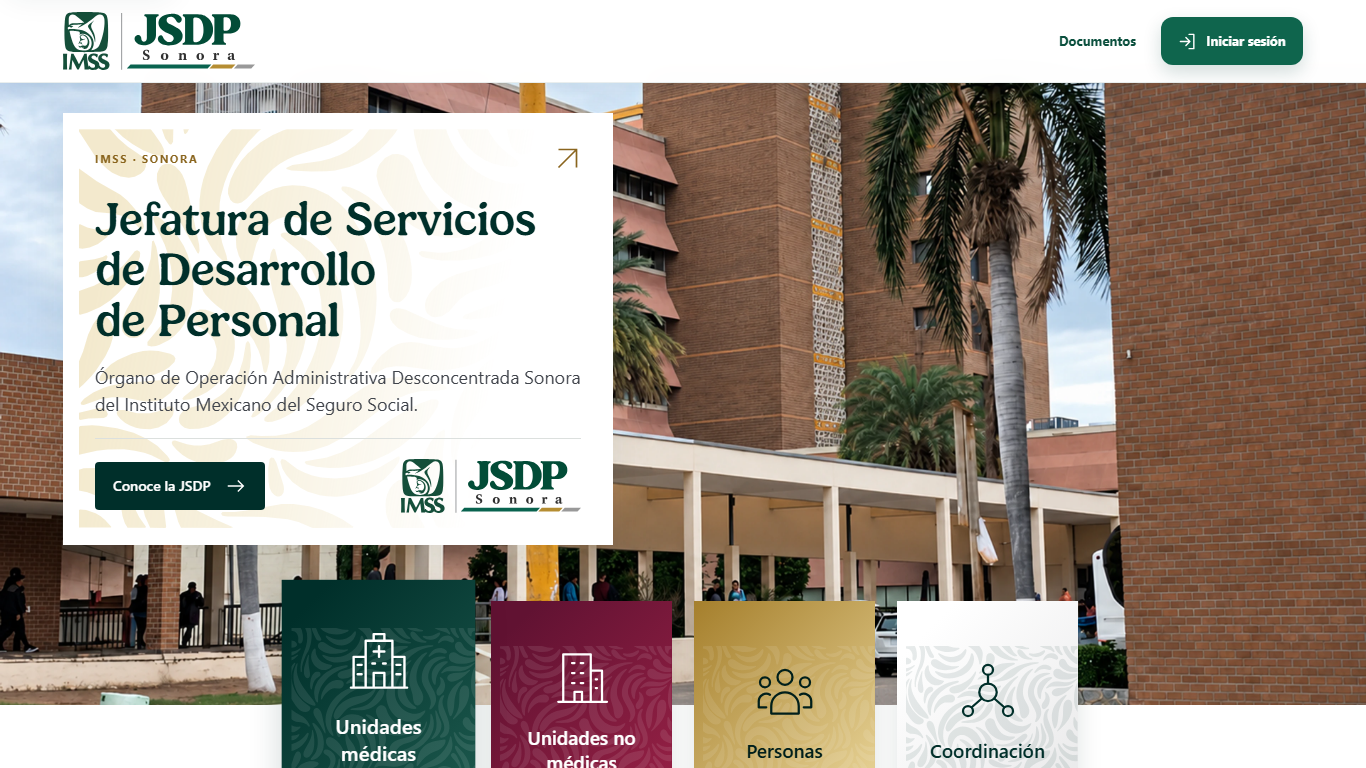 IMSS
JSDP
Sonora
Documentos
Iniciar sesión
IMSS · SONORA
Jefatura de Servicios
de Desarrollo
de Personal
Órgano de Operación Administrativa Desconcentrada Sonora
del Instituto Mexicano del Seguro Social.
Conoce la JSDP
IMSS
JSDP
Sonora
Unidades
médicas
Unidades no
médicas
Personas
Coordinación